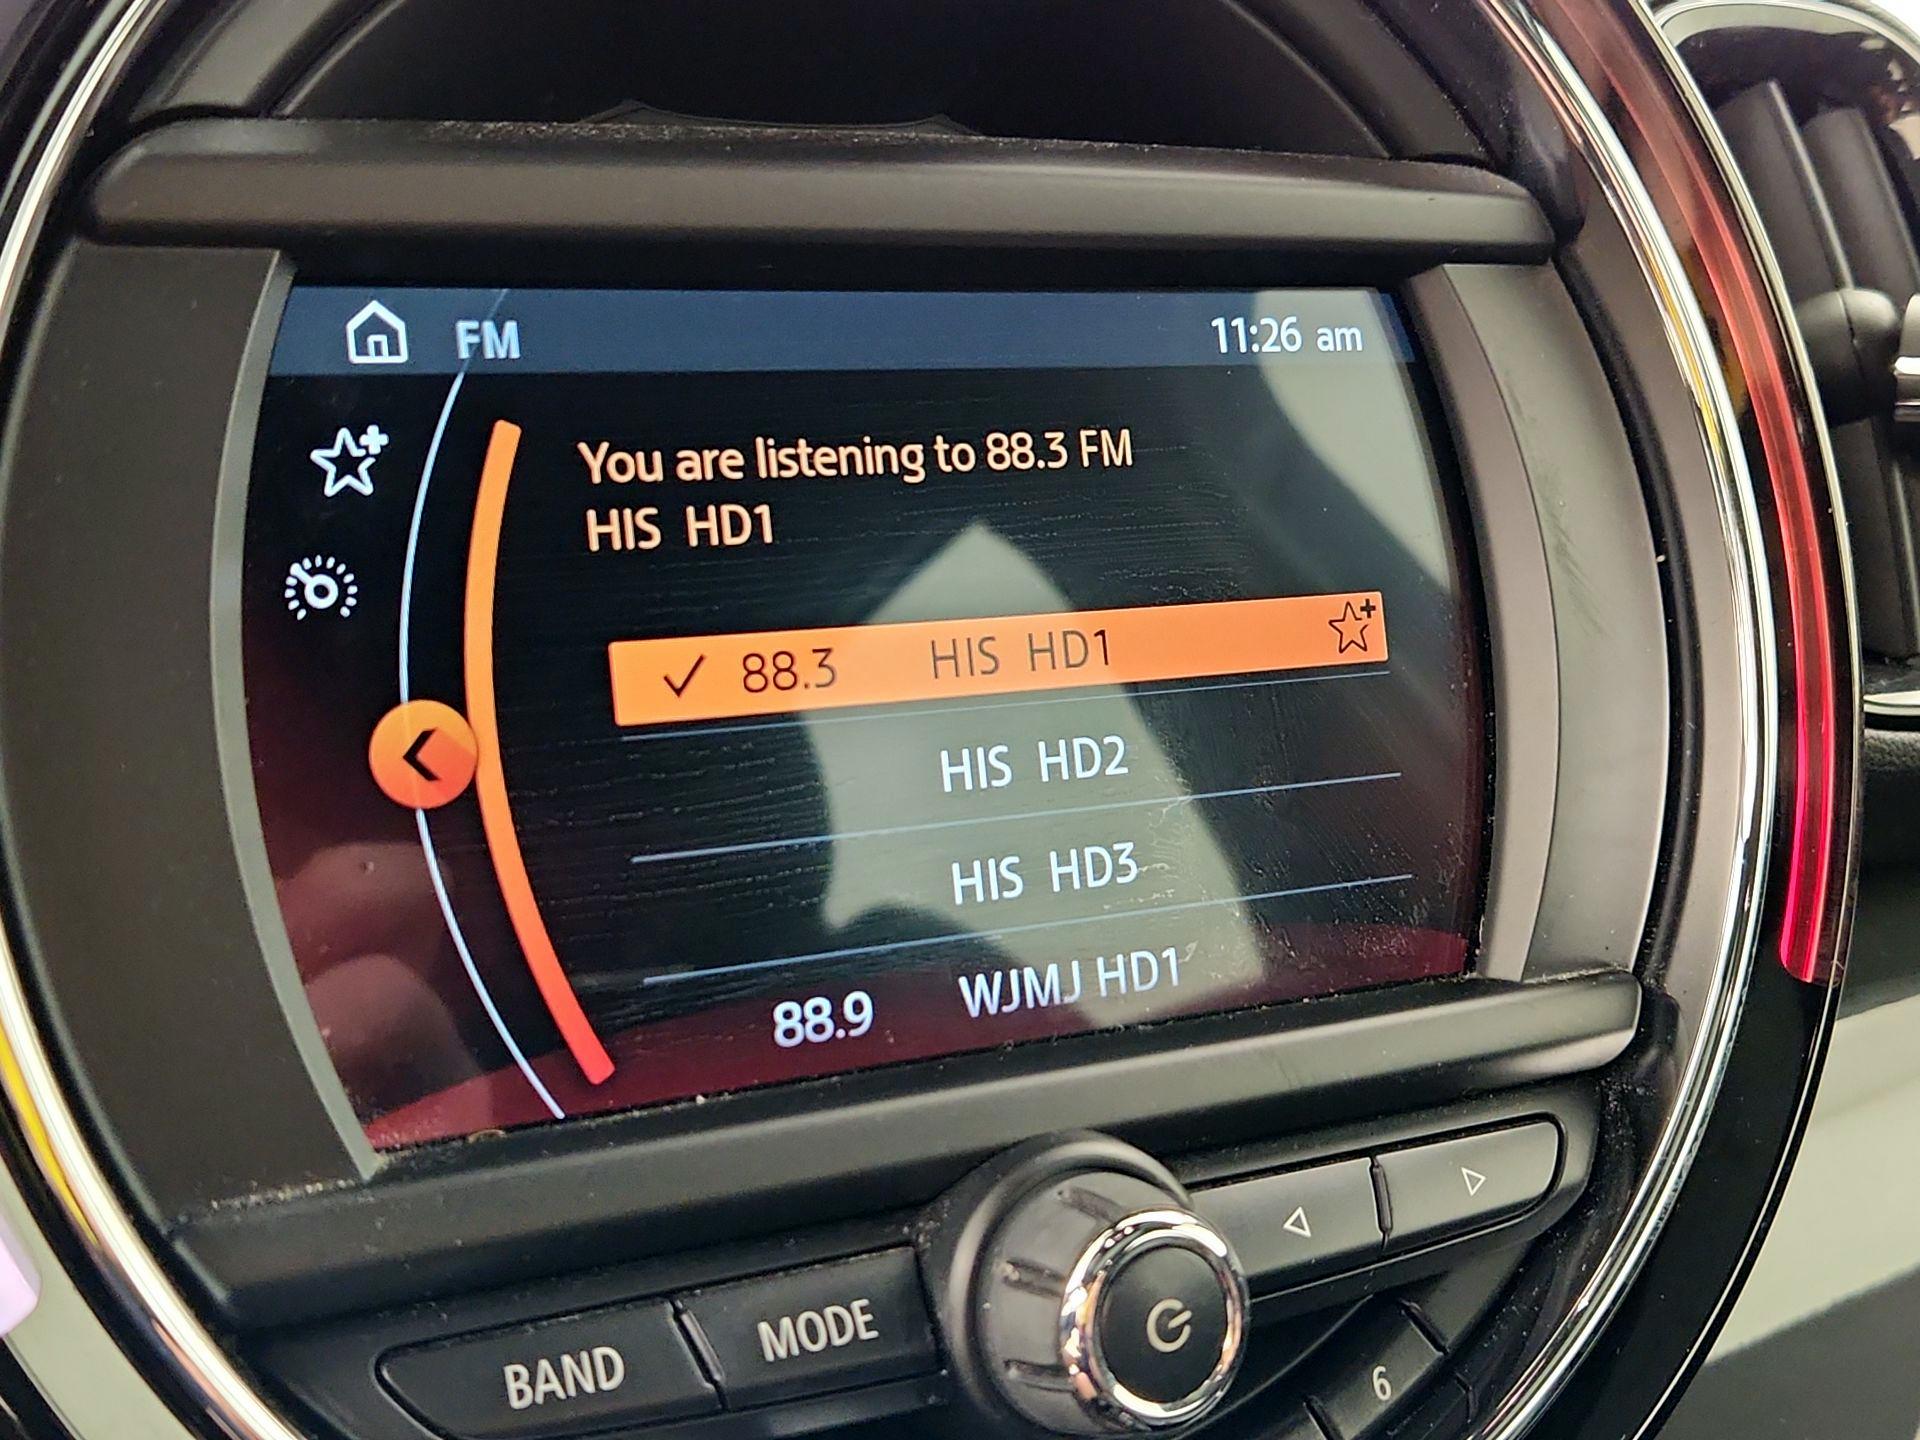 FM 11:26 am
You are listening to 88.3 FM
HIS HD1
88.3 HIS HD1
HIS HD2
HIS HD3
88.9 WJMJ HD1
BAND MODE
6